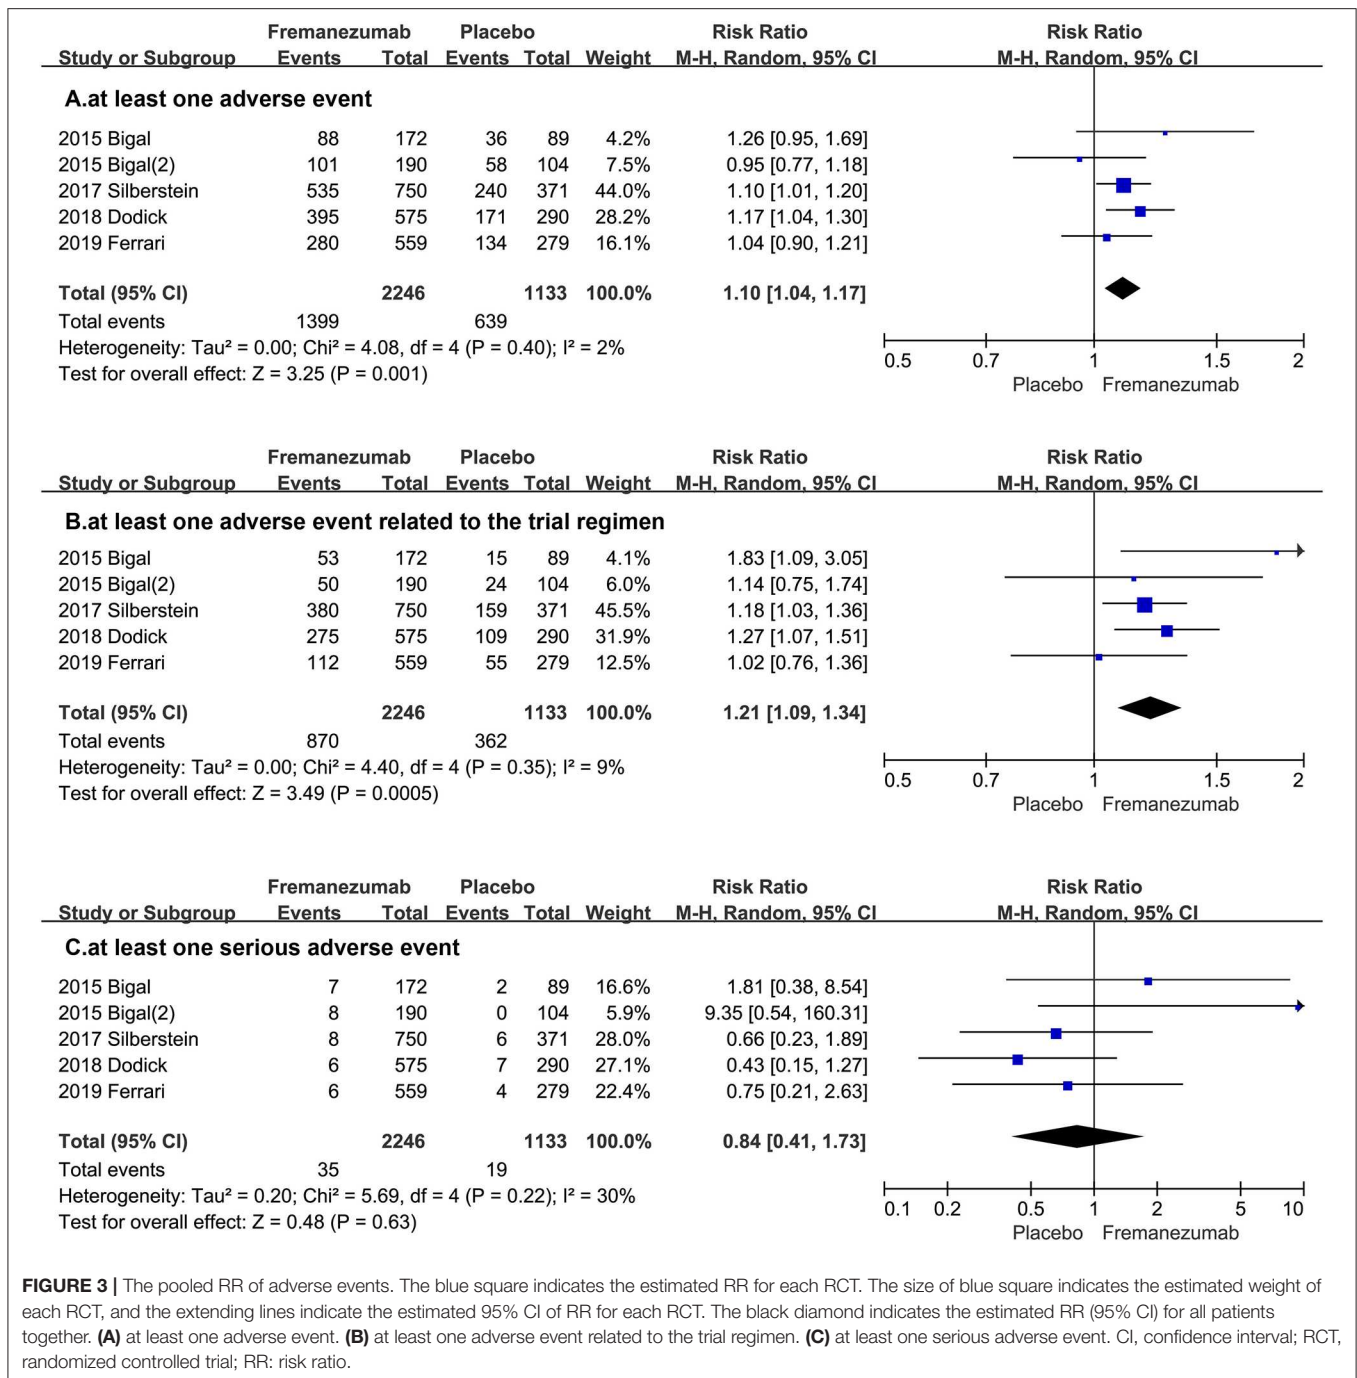 Fremanezumab Placebo Risk Ratio Risk Ratio
Study or Subgroup Events Total Events Total Weight M-H, Random, 95% CI M-H, Random, 95% CI
A.at least one adverse event
2015 Bigal 88 172 36 89 4.2% 1.26 [0.95, 1.69]
2015 Bigal(2) 101 190 58 104 7.5% 0.95 [0.77, 1.18]
2017 Silberstein 535 750 240 371 44.0% 1.10 [1.01, 1.20]
2018 Dodick 395 575 171 290 28.2% 1.17 [1.04, 1.30]
2019 Ferrari 280 559 134 279 16.1% 1.04 [0.90, 1.21]
Total (95% CI) 2246 1133 100.0% 1.10 [1.04, 1.17]
Total events 1399 639
Heterogeneity: Tau² = 0.00; Chi² = 4.08, df = 4 (P = 0.40); I² = 2%
Test for overall effect: Z = 3.25 (P = 0.001)
0.5 0.7 1 1.5 2
Placebo Fremanezumab
Fremanezumab Placebo Risk Ratio Risk Ratio
Study or Subgroup Events Total Events Total Weight M-H, Random, 95% CI M-H, Random, 95% CI
B.at least one adverse event related to the trial regimen
2015 Bigal 53 172 15 89 4.1% 1.83 [1.09, 3.05]
2015 Bigal(2) 50 190 24 104 6.0% 1.14 [0.75, 1.74]
2017 Silberstein 380 750 159 371 45.5% 1.18 [1.03, 1.36]
2018 Dodick 275 575 109 290 31.9% 1.27 [1.07, 1.51]
2019 Ferrari 112 559 55 279 12.5% 1.02 [0.76, 1.36]
Total (95% CI) 2246 1133 100.0% 1.21 [1.09, 1.34]
Total events 870 362
Heterogeneity: Tau² = 0.00; Chi² = 4.40, df = 4 (P = 0.35); I² = 9%
Test for overall effect: Z = 3.49 (P = 0.0005)
0.5 0.7 1 1.5 2
Placebo Fremanezumab
Fremanezumab Placebo Risk Ratio Risk Ratio
Study or Subgroup Events Total Events Total Weight M-H, Random, 95% CI M-H, Random, 95% CI
C.at least one serious adverse event
2015 Bigal 7 172 2 89 16.6% 1.81 [0.38, 8.54]
2015 Bigal(2) 8 190 0 104 5.9% 9.35 [0.54, 160.31]
2017 Silberstein 8 750 6 371 28.0% 0.66 [0.23, 1.89]
2018 Dodick 6 575 7 290 27.1% 0.43 [0.15, 1.27]
2019 Ferrari 6 559 4 279 22.4% 0.75 [0.21, 2.63]
Total (95% CI) 2246 1133 100.0% 0.84 [0.41, 1.73]
Total events 35 19
Heterogeneity: Tau² = 0.20; Chi² = 5.69, df = 4 (P = 0.22); I² = 30%
Test for overall effect: Z = 0.48 (P = 0.63)
0.1 0.2 0.5 1 2 5 10
Placebo Fremanezumab
FIGURE 3 | The pooled RR of adverse events. The blue square indicates the estimated RR for each RCT. The size of blue square indicates the estimated weight of
each RCT, and the extending lines indicate the estimated 95% CI of RR for each RCT. The black diamond indicates the estimated RR (95% CI) for all patients
together. (A) at least one adverse event. (B) at least one adverse event related to the trial regimen. (C) at least one serious adverse event. CI, confidence interval; RCT,
randomized controlled trial; RR: risk ratio.